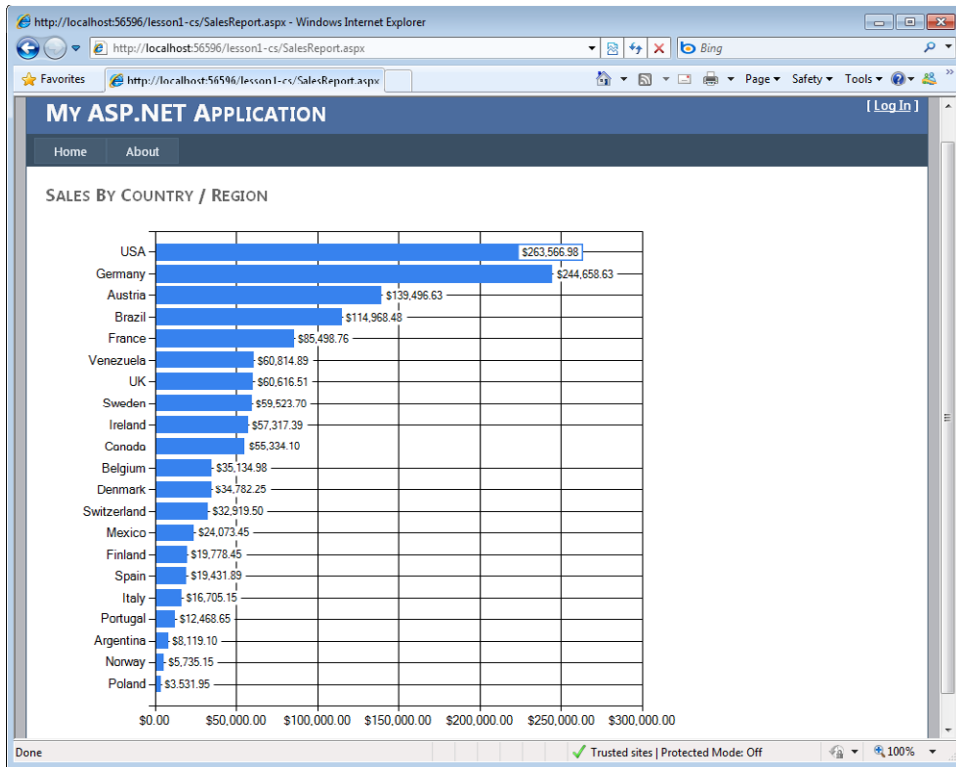 http://localhost:56596/lesson1-cs/SalesReport.aspx - Windows Internet Explorer
http://localhost:56596/lesson1-cs/SalesReport.aspx
Bing
Favorites
http://localhost:56596/lesson1-cs/SalesReport.aspx
Page
Safety
Tools
»
MY ASP.NET APPLICATION
[ Log In ]
Home
About
SALES BY COUNTRY / REGION
USA $263,566.98
Germany $244,658.63
Austria $139,496.63
Brazil $114,968.48
France $85,498.76
Venezuela $60,814.89
UK $60,616.51
Sweden $59,523.70
Ireland $57,317.39
Canada $55,334.10
Belgium $35,134.98
Denmark $34,782.25
Switzerland $32,919.50
Mexico $24,073.45
Finland $19,778.45
Spain $19,431.89
Italy $16,705.15
Portugal $12,468.65
Argentina $8,119.10
Norway $5,735.15
Poland $3.531.95
$0.00 $50,000.00 $100,000.00 $150,000.00 $200,000.00 $250,000.00 $300,000.00
Done
Trusted sites | Protected Mode: Off
100%